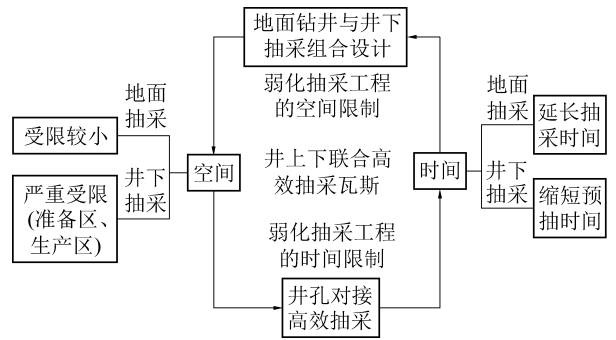 地面钻井与井下
抽采组合设计
弱化抽采工程
的空间限制
地面
抽采
受限较小
井下
抽采
严重受限
(准备区、
生产区)
空间
井上下联合高
效抽采瓦斯
时间
地面
抽采
延长抽
采时间
井下
抽采
缩短预
抽时间
弱化抽采工程
的时间限制
井孔对接
高效抽采